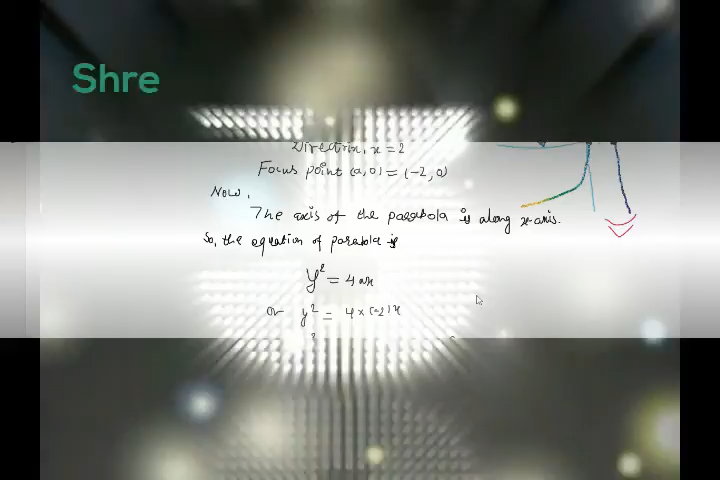 Shre
Directrix, x = 2
Focus point (a, 0) = (-2, 0)
Now,
The axis of the parabola is along x-axis.
So, the equation of parabola is
y² = 4ax
or y² = 4 × (-2) x